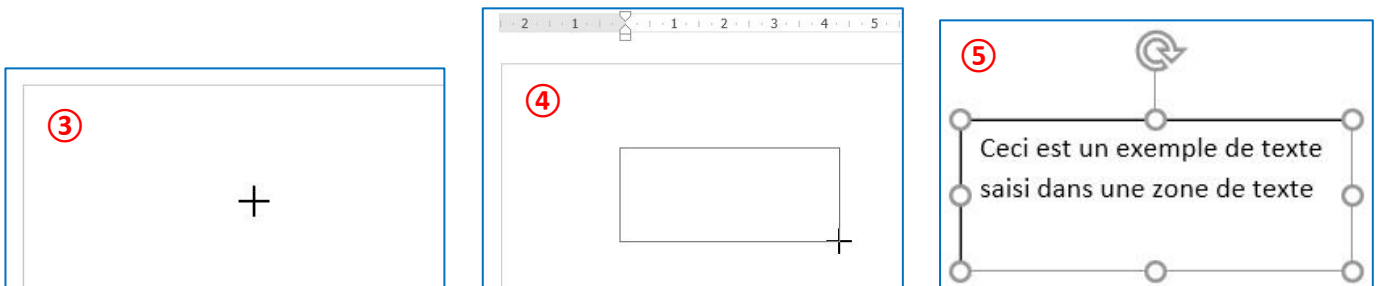 ③
④
2 1 1 2 3 4 5
⑤
Ceci est un exemple de texte
saisi dans une zone de texte